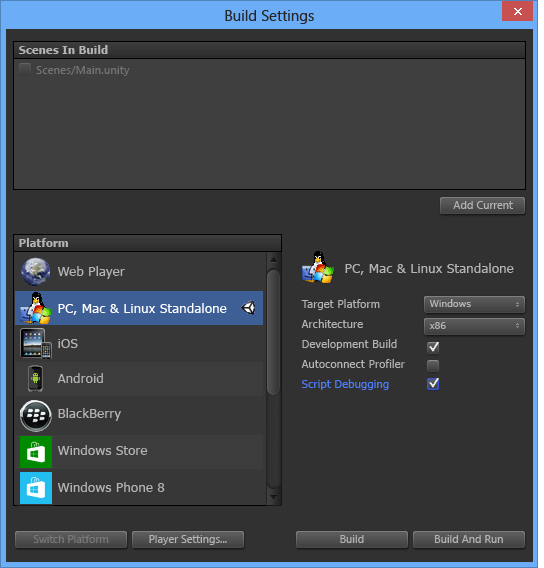 Build Settings
Scenes In Build
Scenes/Main.unity
Add Current
Platform
Web Player
PC, Mac & Linux Standalone
iOS
Android
BlackBerry
Windows Store
Windows Phone 8
PC, Mac & Linux Standalone
Target Platform Windows
Architecture x86
Development Build
Autoconnect Profiler
Script Debugging
Switch Platform Player Settings... Build Build And Run